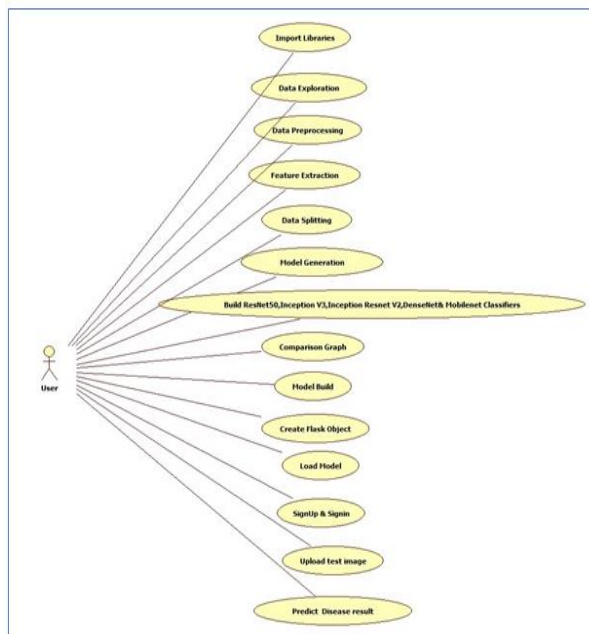 Import Libraries
Data Exploration
Data Preprocessing
Feature Extraction
Data Splitting
Model Generation
Build ResNet50,Inception V3,Inception Resnet V2,DenseNet& Mobilenet Classifiers
Comparison Graph
User
Model Build
Create Flask Object
Load Model
SignUp & Signin
Upload test image
Predict Disease result